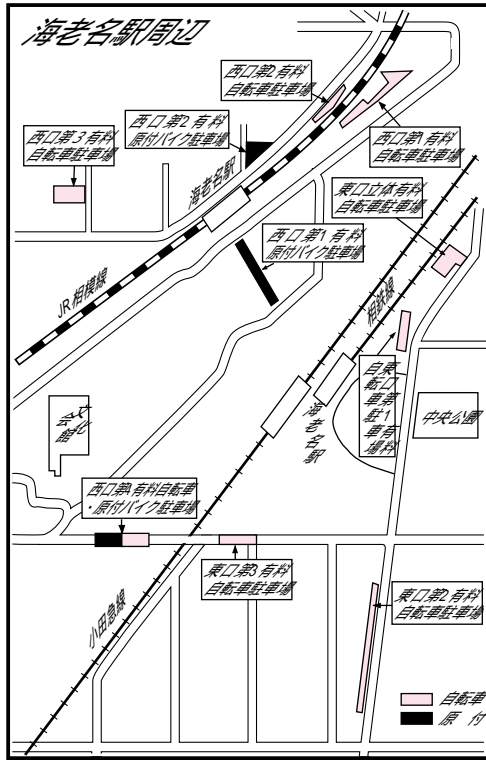 海老名駅周辺
西口第2有料
自転車駐車場
西口第2有料
原付バイク駐車場
西口第3有料
自転車駐車場
西口第1有料
自転車駐車場
海老名駅
東口立体有料
自転車駐車場
西口第1有料
原付バイク駐車場
JR相模線
相鉄線
東口第1有料
自転車駐車場
中央公園
文化
会館
海老名駅
西口第4有料自転車
・原付バイク駐車場
東口第3有料
自転車駐車場
小田急線
東口第2有料
自転車駐車場
自転車
原付